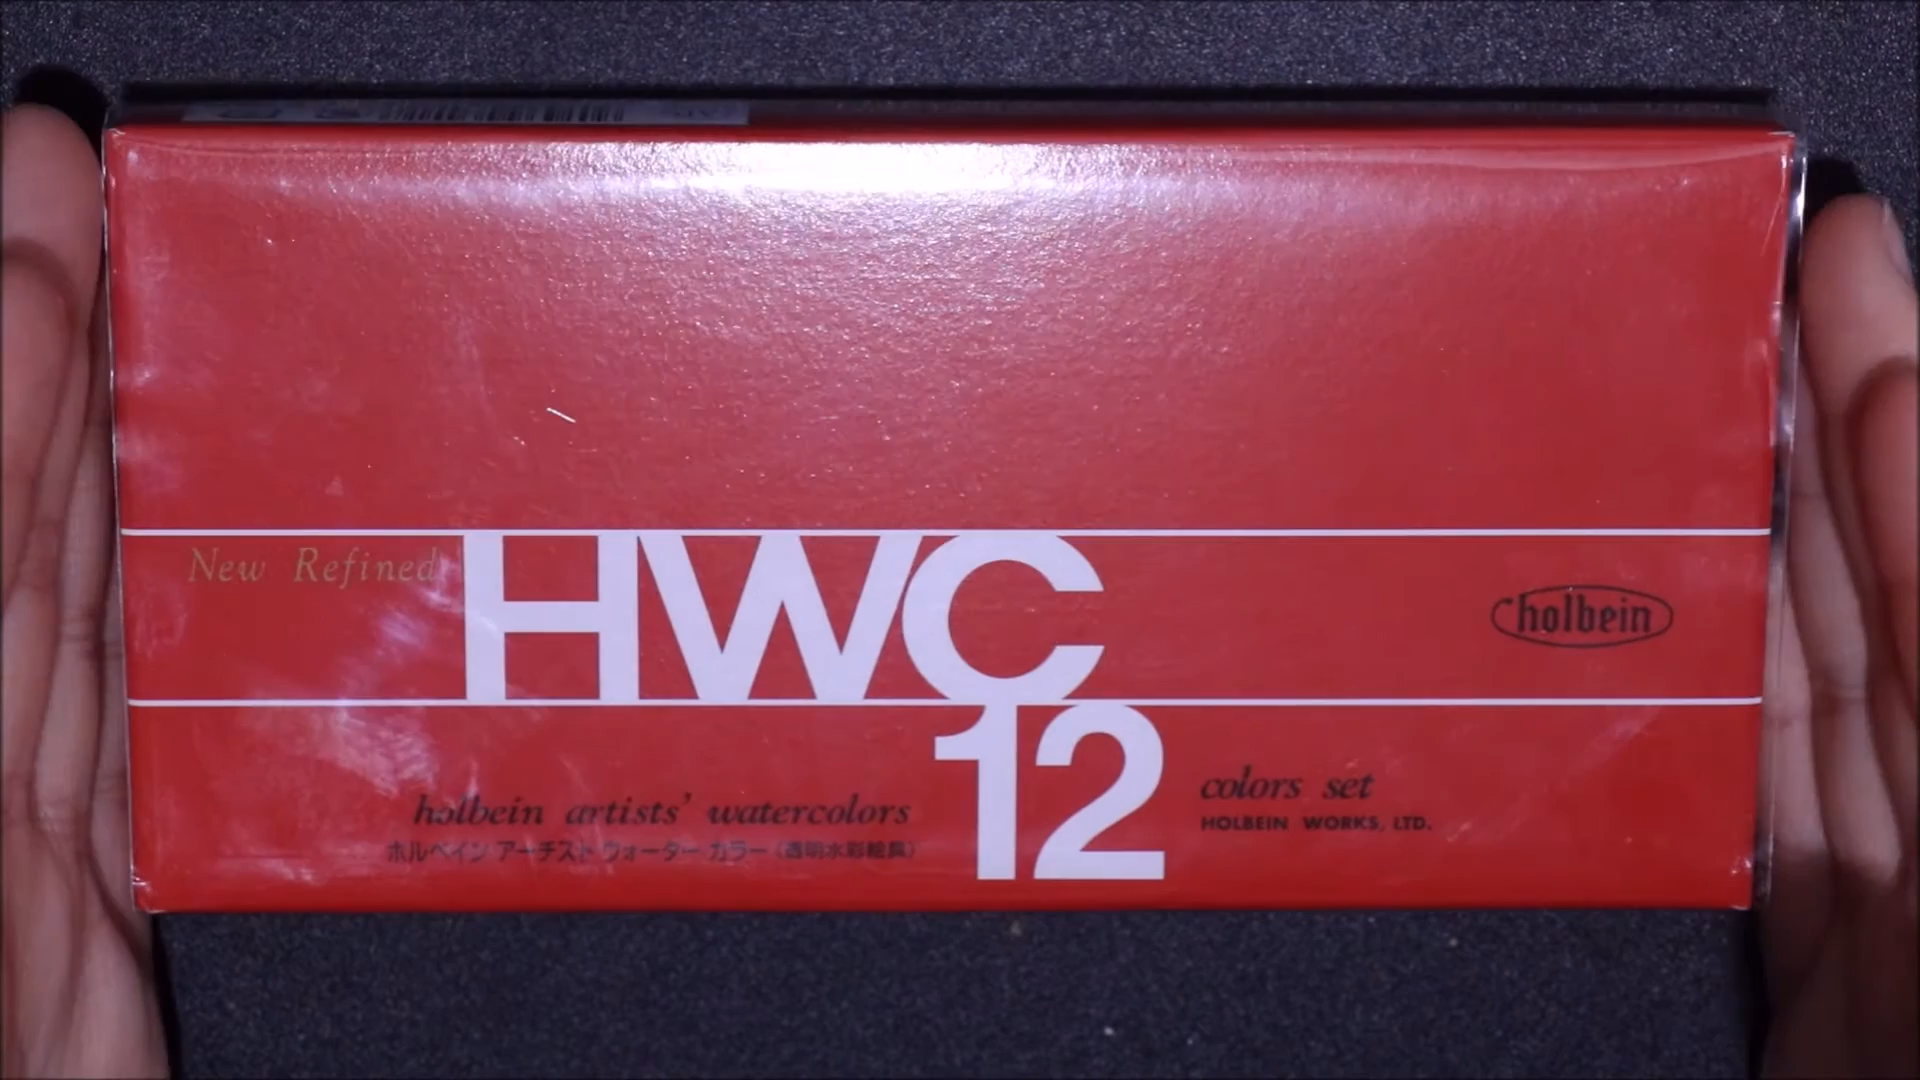 New Refined
HWC
holbein
12
colors set
HOLBEIN WORKS, LTD.
holbein artists' watercolors
ホルベイン アーチスト ウォーター カラー (透明水彩絵具)